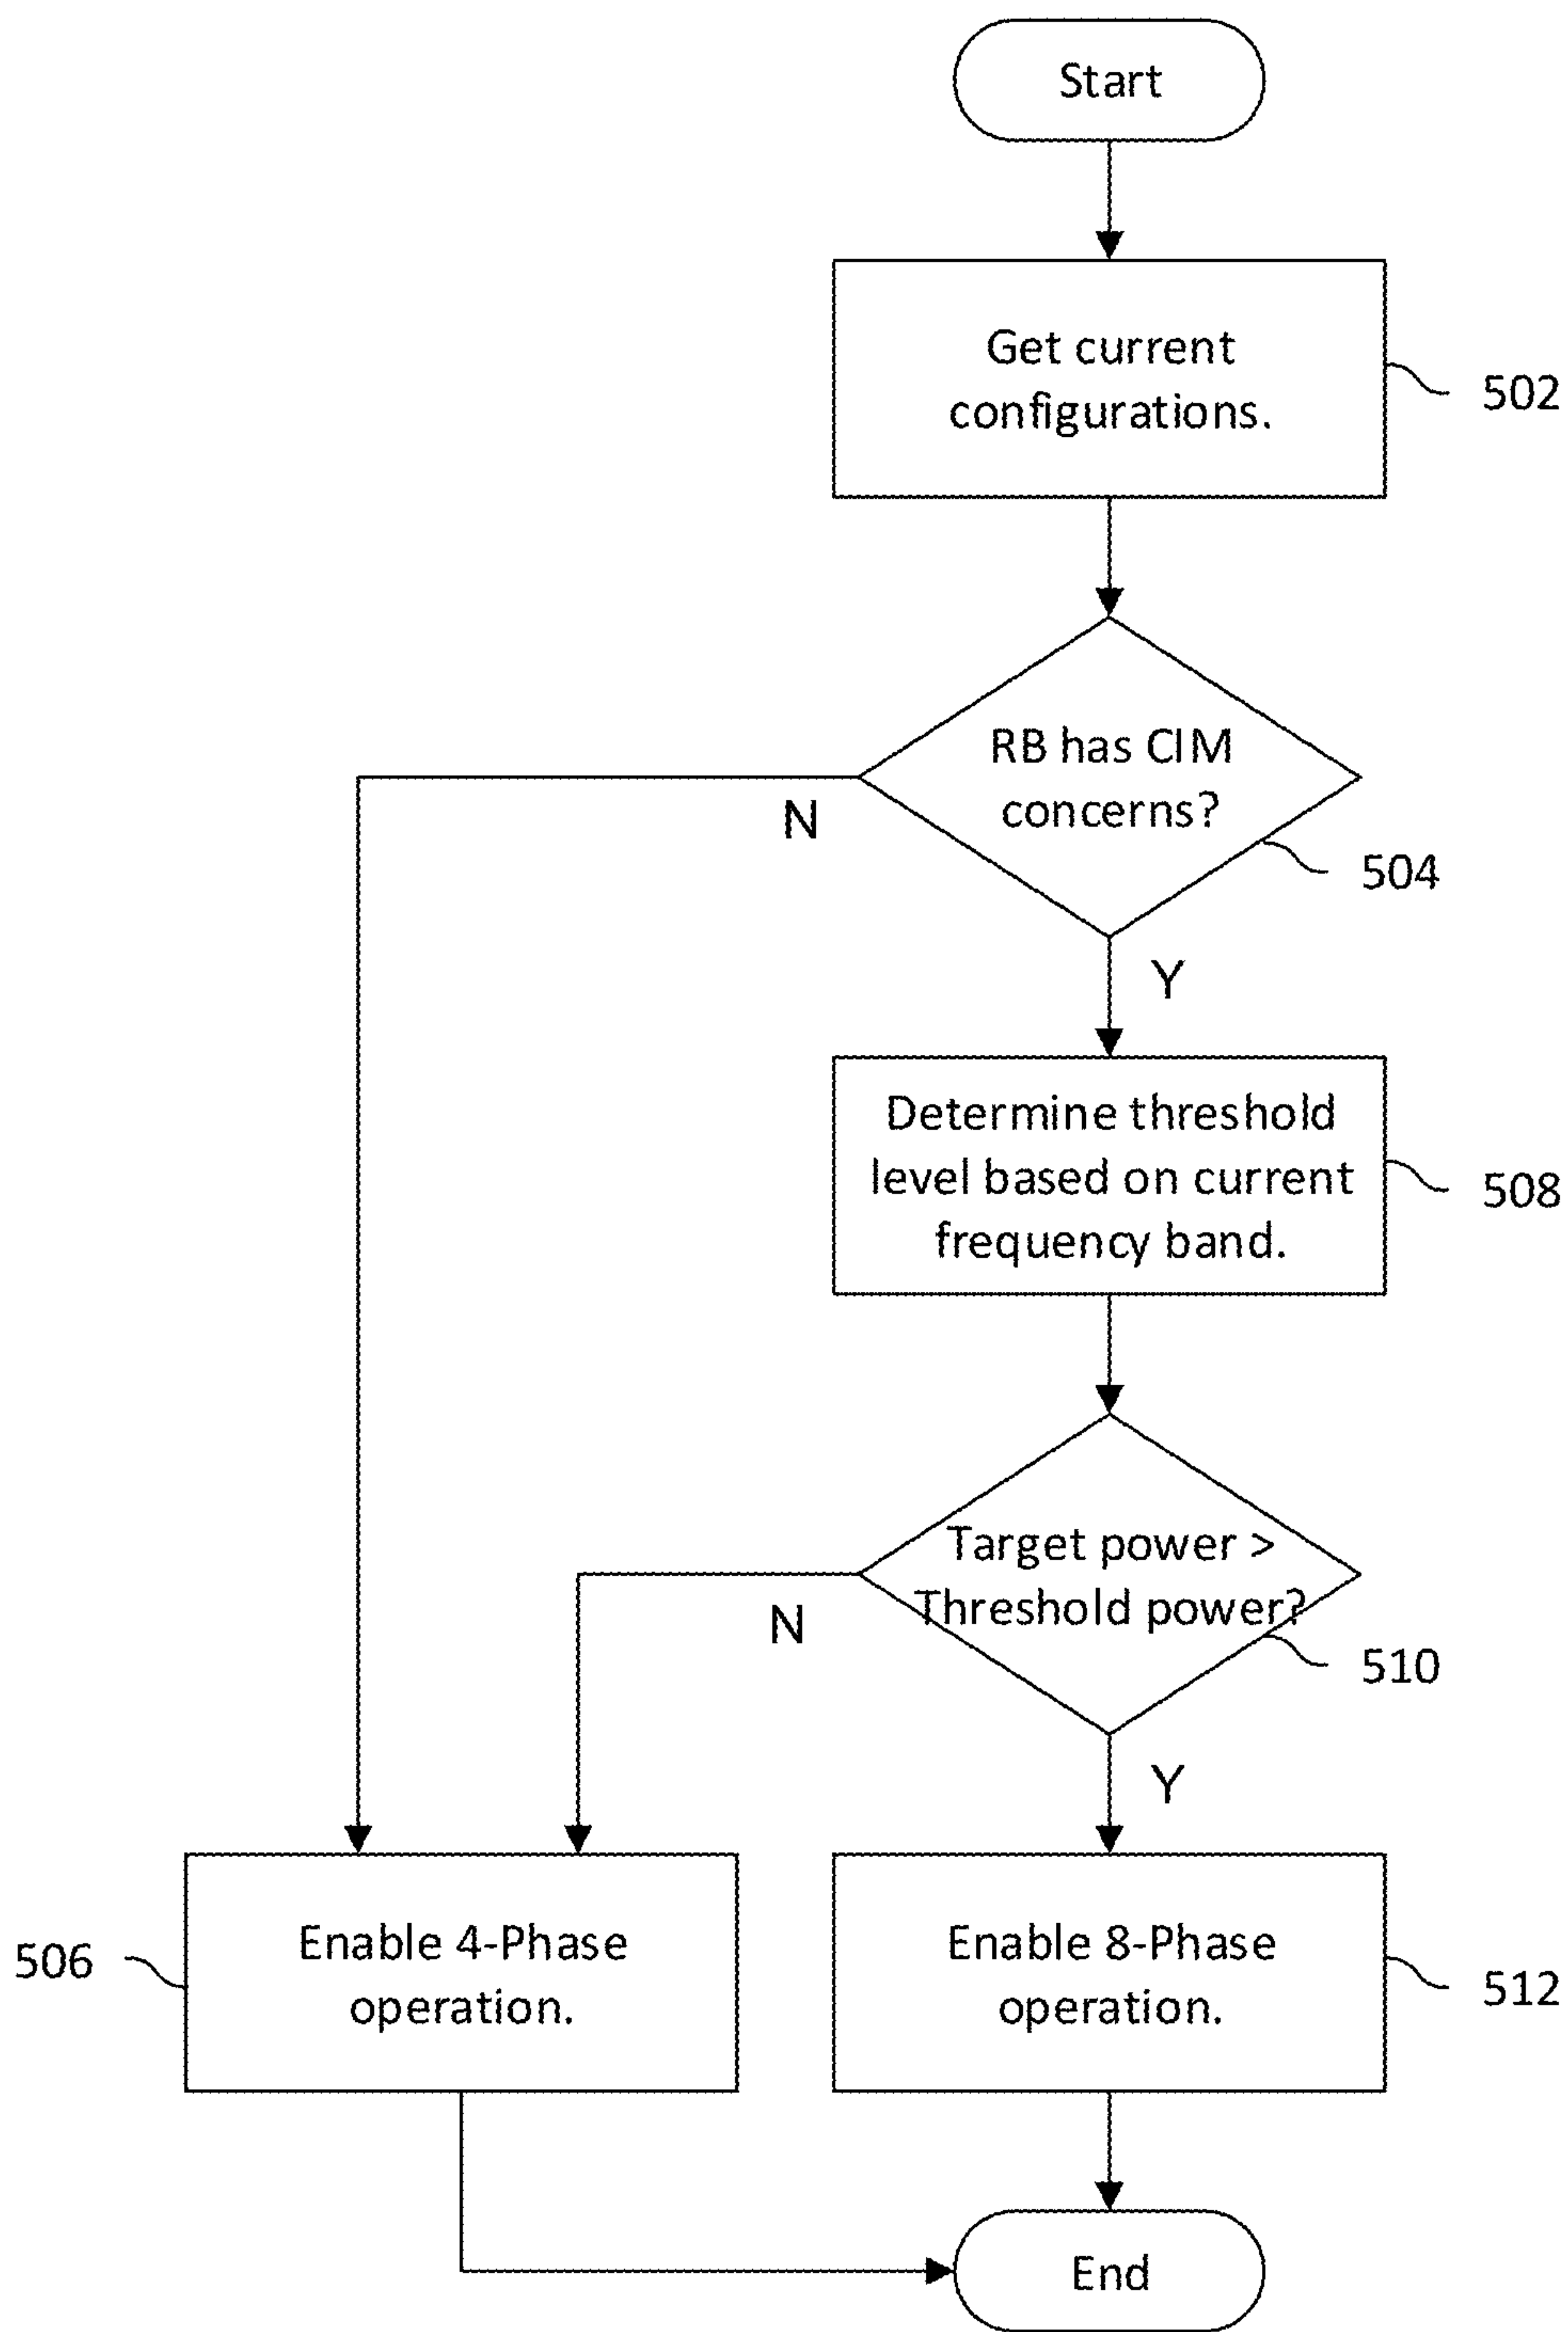 Start
Get current
configurations.
502
RB has CIM
concerns?
N
504
Y
Determine threshold
level based on current
frequency band.
508
Target power >
Threshold power?
N
510
Y
Enable 4-Phase
operation.
506
Enable 8-Phase
operation.
512
End